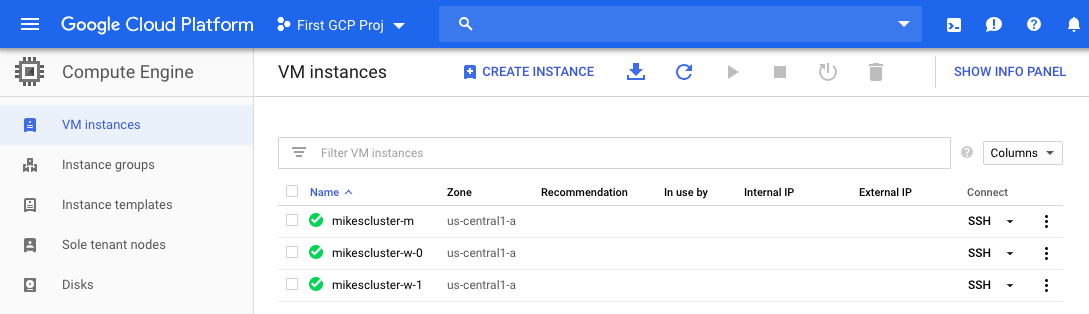 Google Cloud Platform First GCP Proj
Compute Engine
VM instances CREATE INSTANCE SHOW INFO PANEL
VM instances
Instance groups
Instance templates
Sole tenant nodes
Disks
Filter VM instances ? Columns
Name Zone Recommendation In use by Internal IP External IP Connect
mikescluster-m us-central1-a SSH
mikescluster-w-0 us-central1-a SSH
mikescluster-w-1 us-central1-a SSH